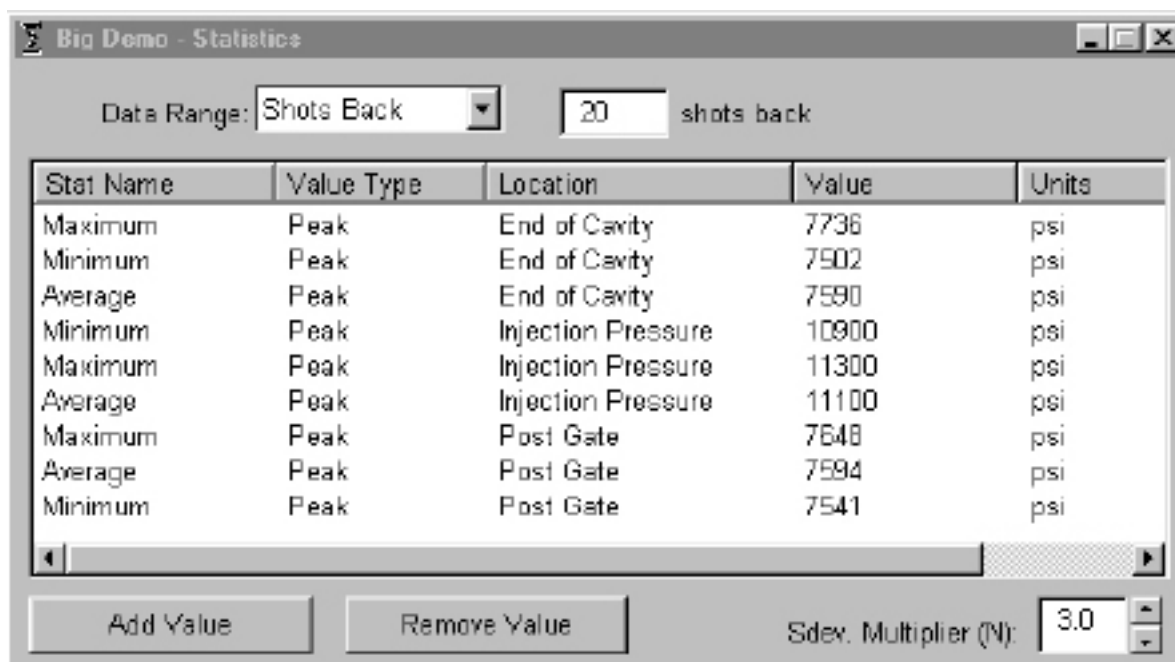 Big Demo - Statistics
Data Range: Shots Back 20 shots back
Stat Name Value Type Location Value Units
Maximum Peak End of Cavity 7736 psi
Minimum Peak End of Cavity 7502 psi
Average Peak End of Cavity 7590 psi
Minimum Peak Injection Pressure 10900 psi
Maximum Peak Injection Pressure 11300 psi
Average Peak Injection Pressure 11100 psi
Maximum Peak Post Gate 7648 psi
Average Peak Post Gate 7594 psi
Minimum Peak Post Gate 7541 psi
Add Value Remove Value Sdev. Multiplier (N): 3.0